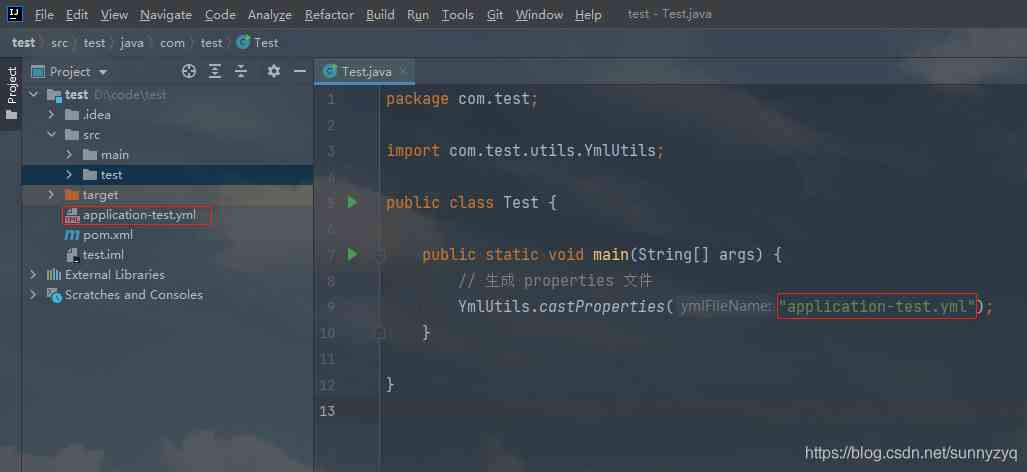 File Edit View Navigate Code Analyze Refactor Build Run Tools Git Window Help test - Test.java
test src test java com test Test
Project
Project
Test.java
test D:\code\test
.idea
src
main
test
target
application-test.yml
pom.xml
test.iml
External Libraries
Scratches and Consoles
1 package com.test;
2
3 import com.test.utils.YmlUtils;
4
5 public class Test {
6
7 public static void main(String[] args) {
8 // 生成 properties 文件
9 YmlUtils.castProperties( ymlFileName: "application-test.yml");
10 }
11
12 }
13
https://blog.csdn.net/sunnyzyq